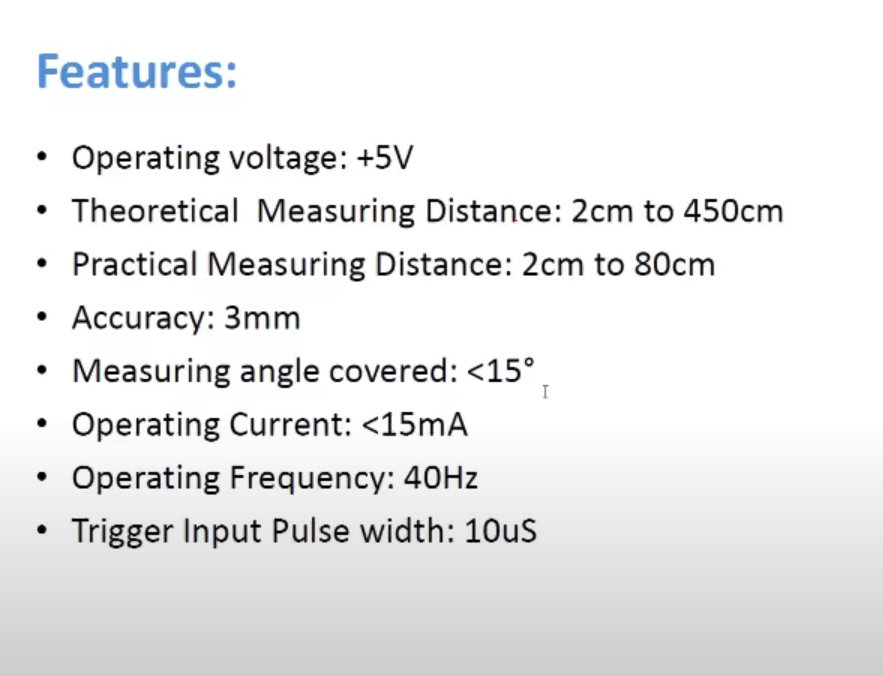 Features:
• Operating voltage: +5V
• Theoretical  Measuring Distance: 2cm to 450cm
• Practical Measuring Distance: 2cm to 80cm
• Accuracy: 3mm
• Measuring angle covered: <15°
• Operating Current: <15mA
• Operating Frequency: 40Hz
• Trigger Input Pulse width: 10uS